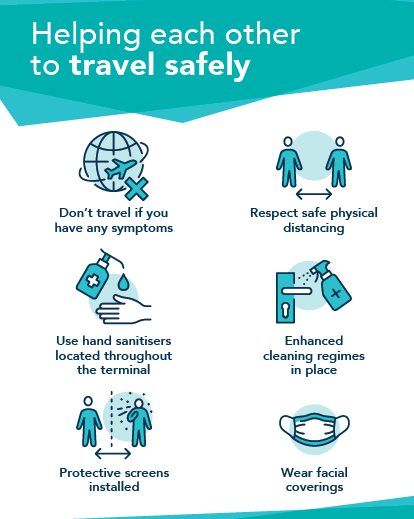 Helping each other
to travel safely
Don't travel if you
have any symptoms
Respect safe physical
distancing
Use hand sanitisers
located throughout
the terminal
Enhanced
cleaning regimes
in place
Protective screens
installed
Wear facial
coverings